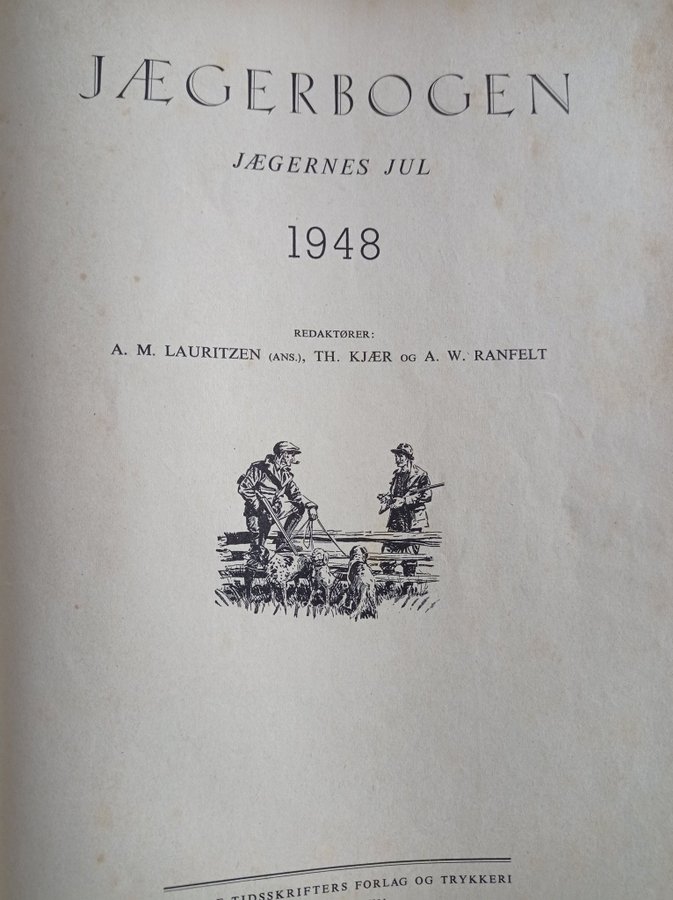 JÆGERBOGEN
JÆGERNES JUL
1948
REDAKTØRER:
A. M. LAURITZEN (ANS.), TH. KJÆR OG A. W. RANFELT
TIDSSKRIFTERS FORLAG OG TRYKKERI